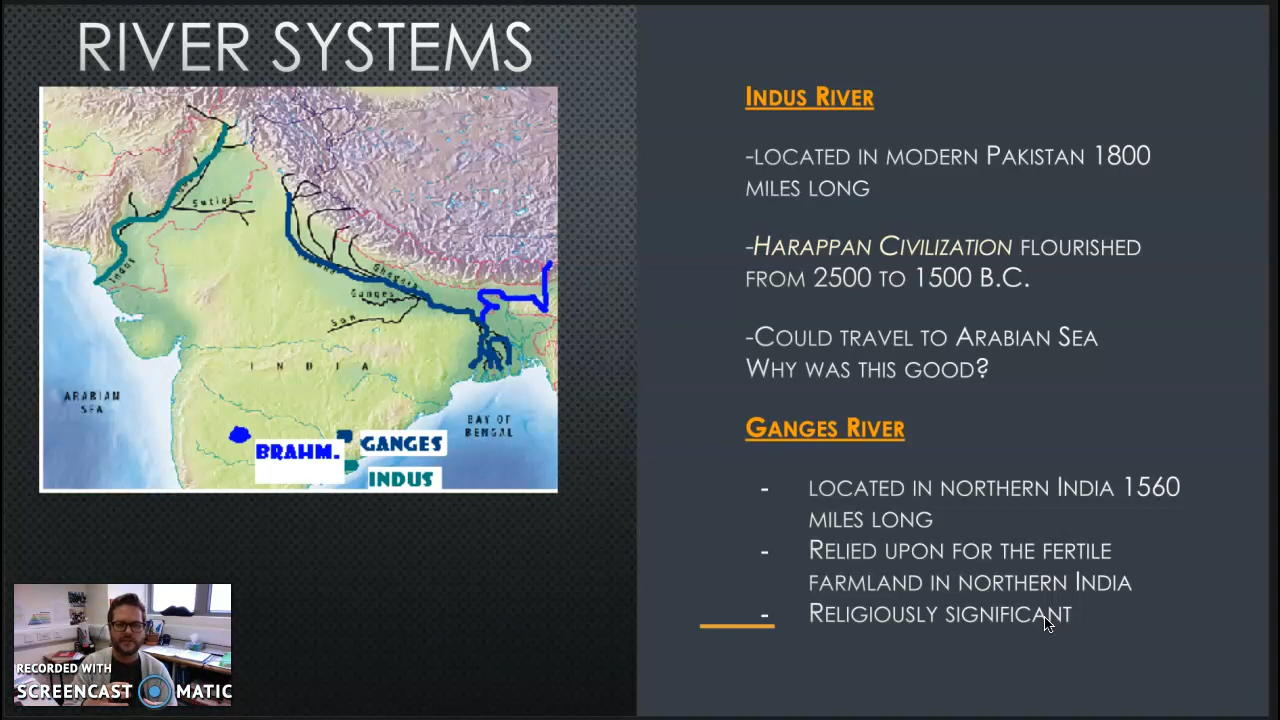 RIVER SYSTEMS
Sutlej
Indus
Ghaghara
Ganges
Son
INDIA
ARABIAN
SEA
BAY OF
BENGAL
BRAHM.
GANGES
INDUS
INDUS RIVER
-LOCATED IN MODERN PAKISTAN 1800
MILES LONG
-HARAPPAN CIVILIZATION FLOURISHED
FROM 2500 TO 1500 B.C.
-COULD TRAVEL TO ARABIAN SEA
WHY WAS THIS GOOD?
GANGES RIVER
- LOCATED IN NORTHERN INDIA 1560
MILES LONG
- RELIED UPON FOR THE FERTILE
FARMLAND IN NORTHERN INDIA
- RELIGIOUSLY SIGNIFICANT
RECORDED WITH
SCREENCAST MATIC